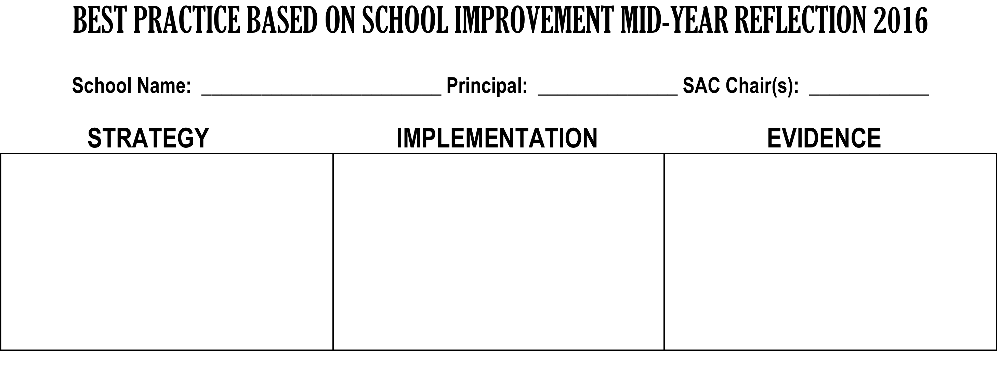 BEST PRACTICE BASED ON SCHOOL IMPROVEMENT MID-YEAR REFLECTION 2016
School Name: ________________________ Principal: ______________ SAC Chair(s): ____________
STRATEGY IMPLEMENTATION EVIDENCE